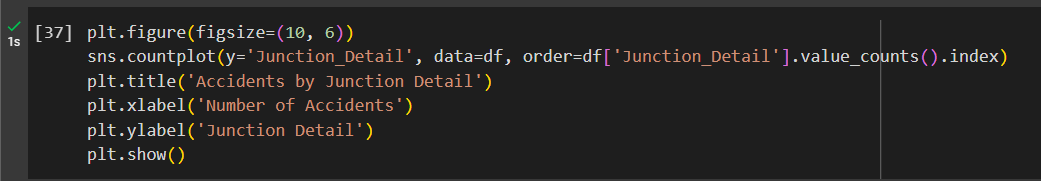 [37] plt.figure(figsize=(10, 6))
1s sns.countplot(y='Junction_Detail', data=df, order=df['Junction_Detail'].value_counts().index)
plt.title('Accidents by Junction Detail')
plt.xlabel('Number of Accidents')
plt.ylabel('Junction Detail')
plt.show()